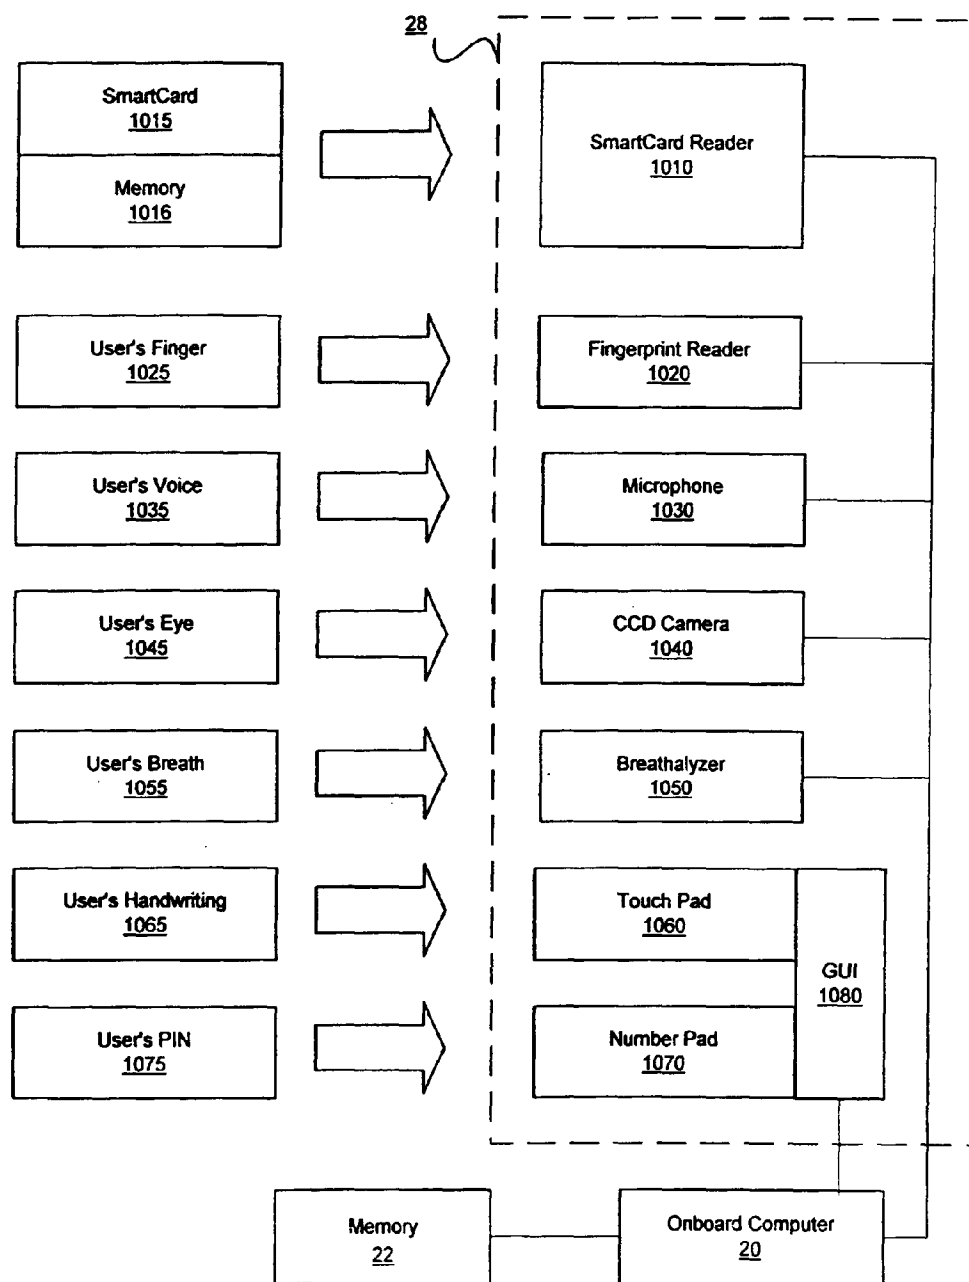 28
SmartCard
1015
Memory
1016
SmartCard Reader
1010
User's Finger
1025
Fingerprint Reader
1020
User's Voice
1035
Microphone
1030
User's Eye
1045
CCD Camera
1040
User's Breath
1055
Breathalyzer
1050
User's Handwriting
1065
Touch Pad
1060
GUI
1080
User's PIN
1075
Number Pad
1070
Memory
22
Onboard Computer
20